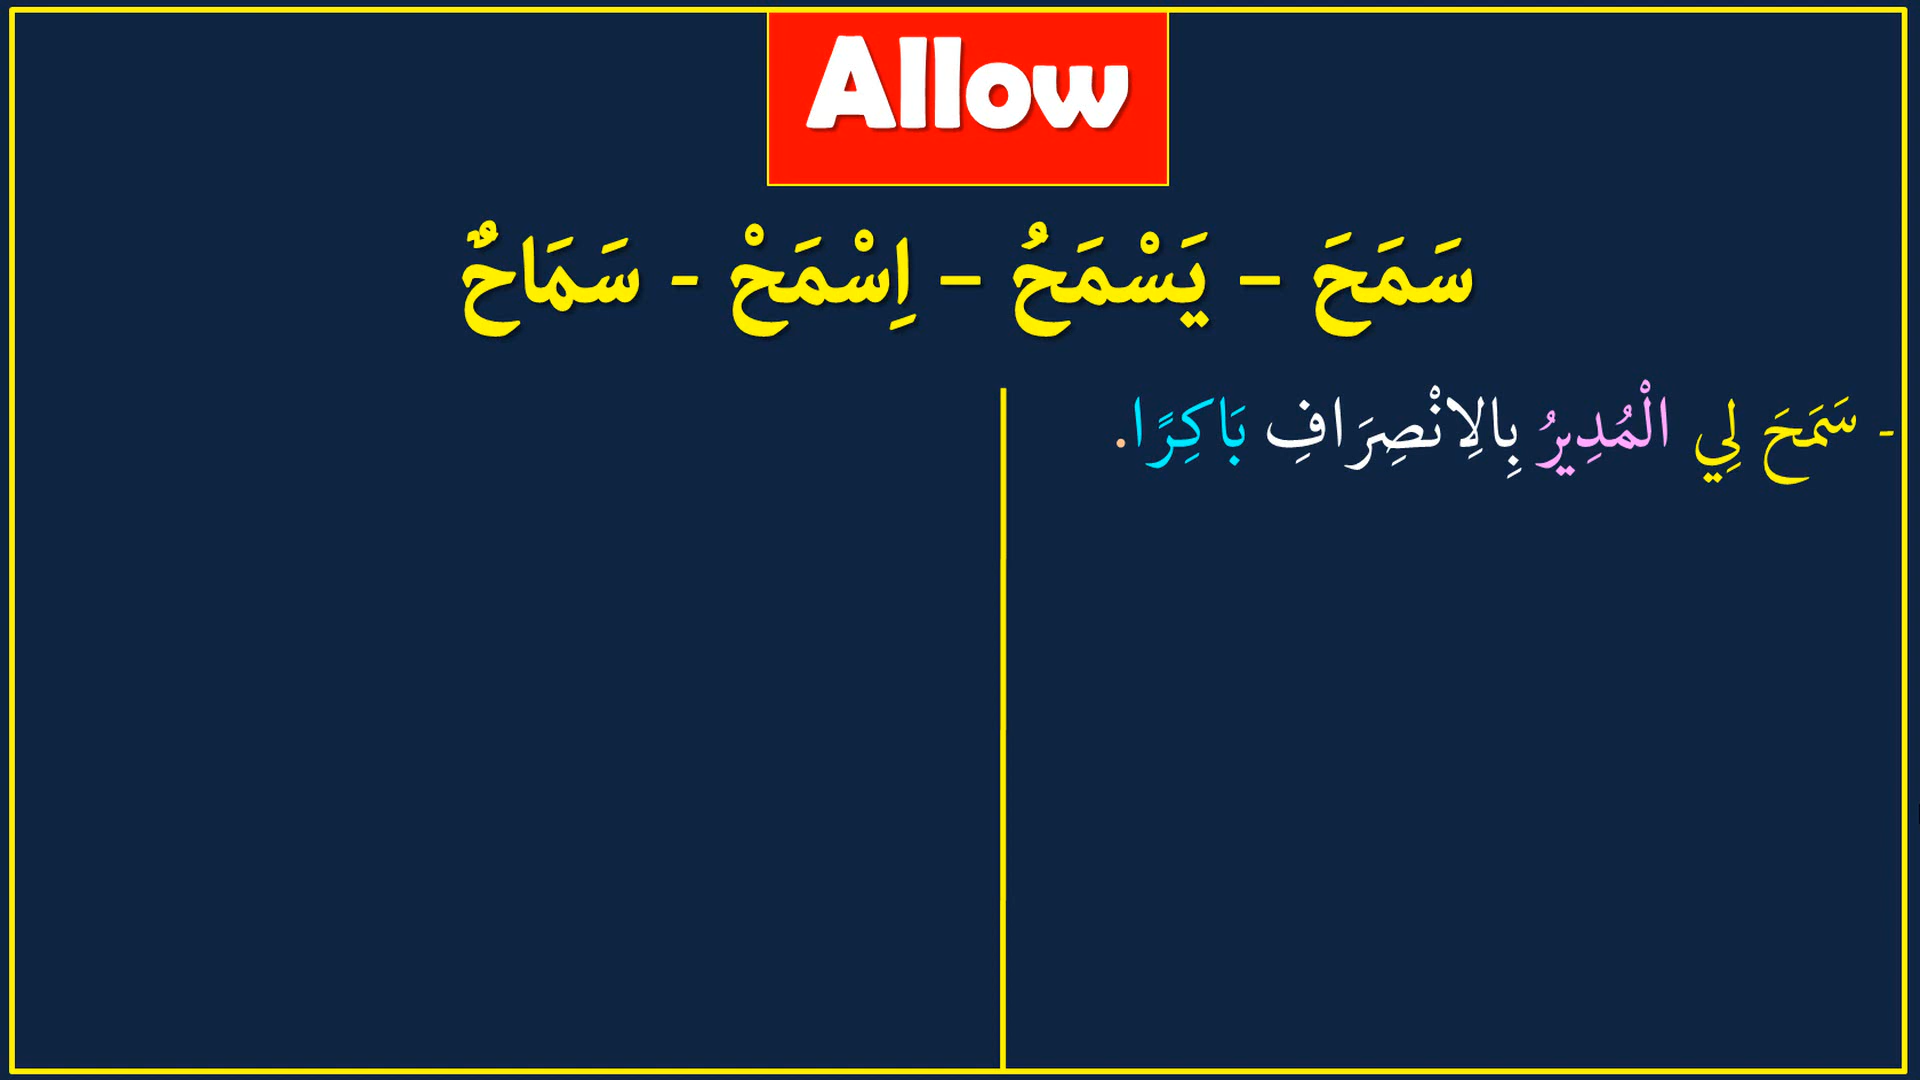 Allow
سَمَحَ – يَسْمَحُ – اِسْمَحْ - سَمَاحٌ
- سَمَحَ لِي الْمُدِيرُ بِالِانْصِرَافِ بَاكِرًا.